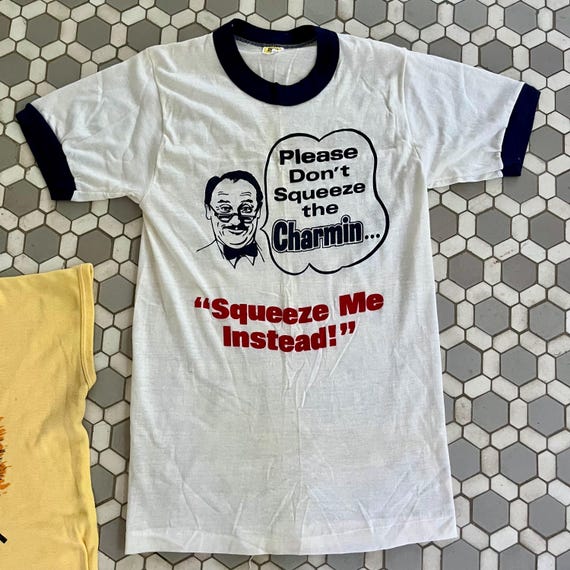 Please
Don't
Squeeze
the
Charmin...
"Squeeze Me
Instead!"